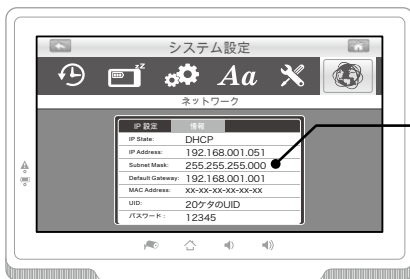 システム設定
zZ
Aa
ネットワーク
IP 設定 情報
IP State: DHCP
IP Address: 192.168.001.051
Subnet Mask: 255.255.255.000
Default Gateway: 192.168.001.001
MAC Address: xx-xx-xx-xx-xx-xx
UID: 20ケタのUID
パスワード : 12345